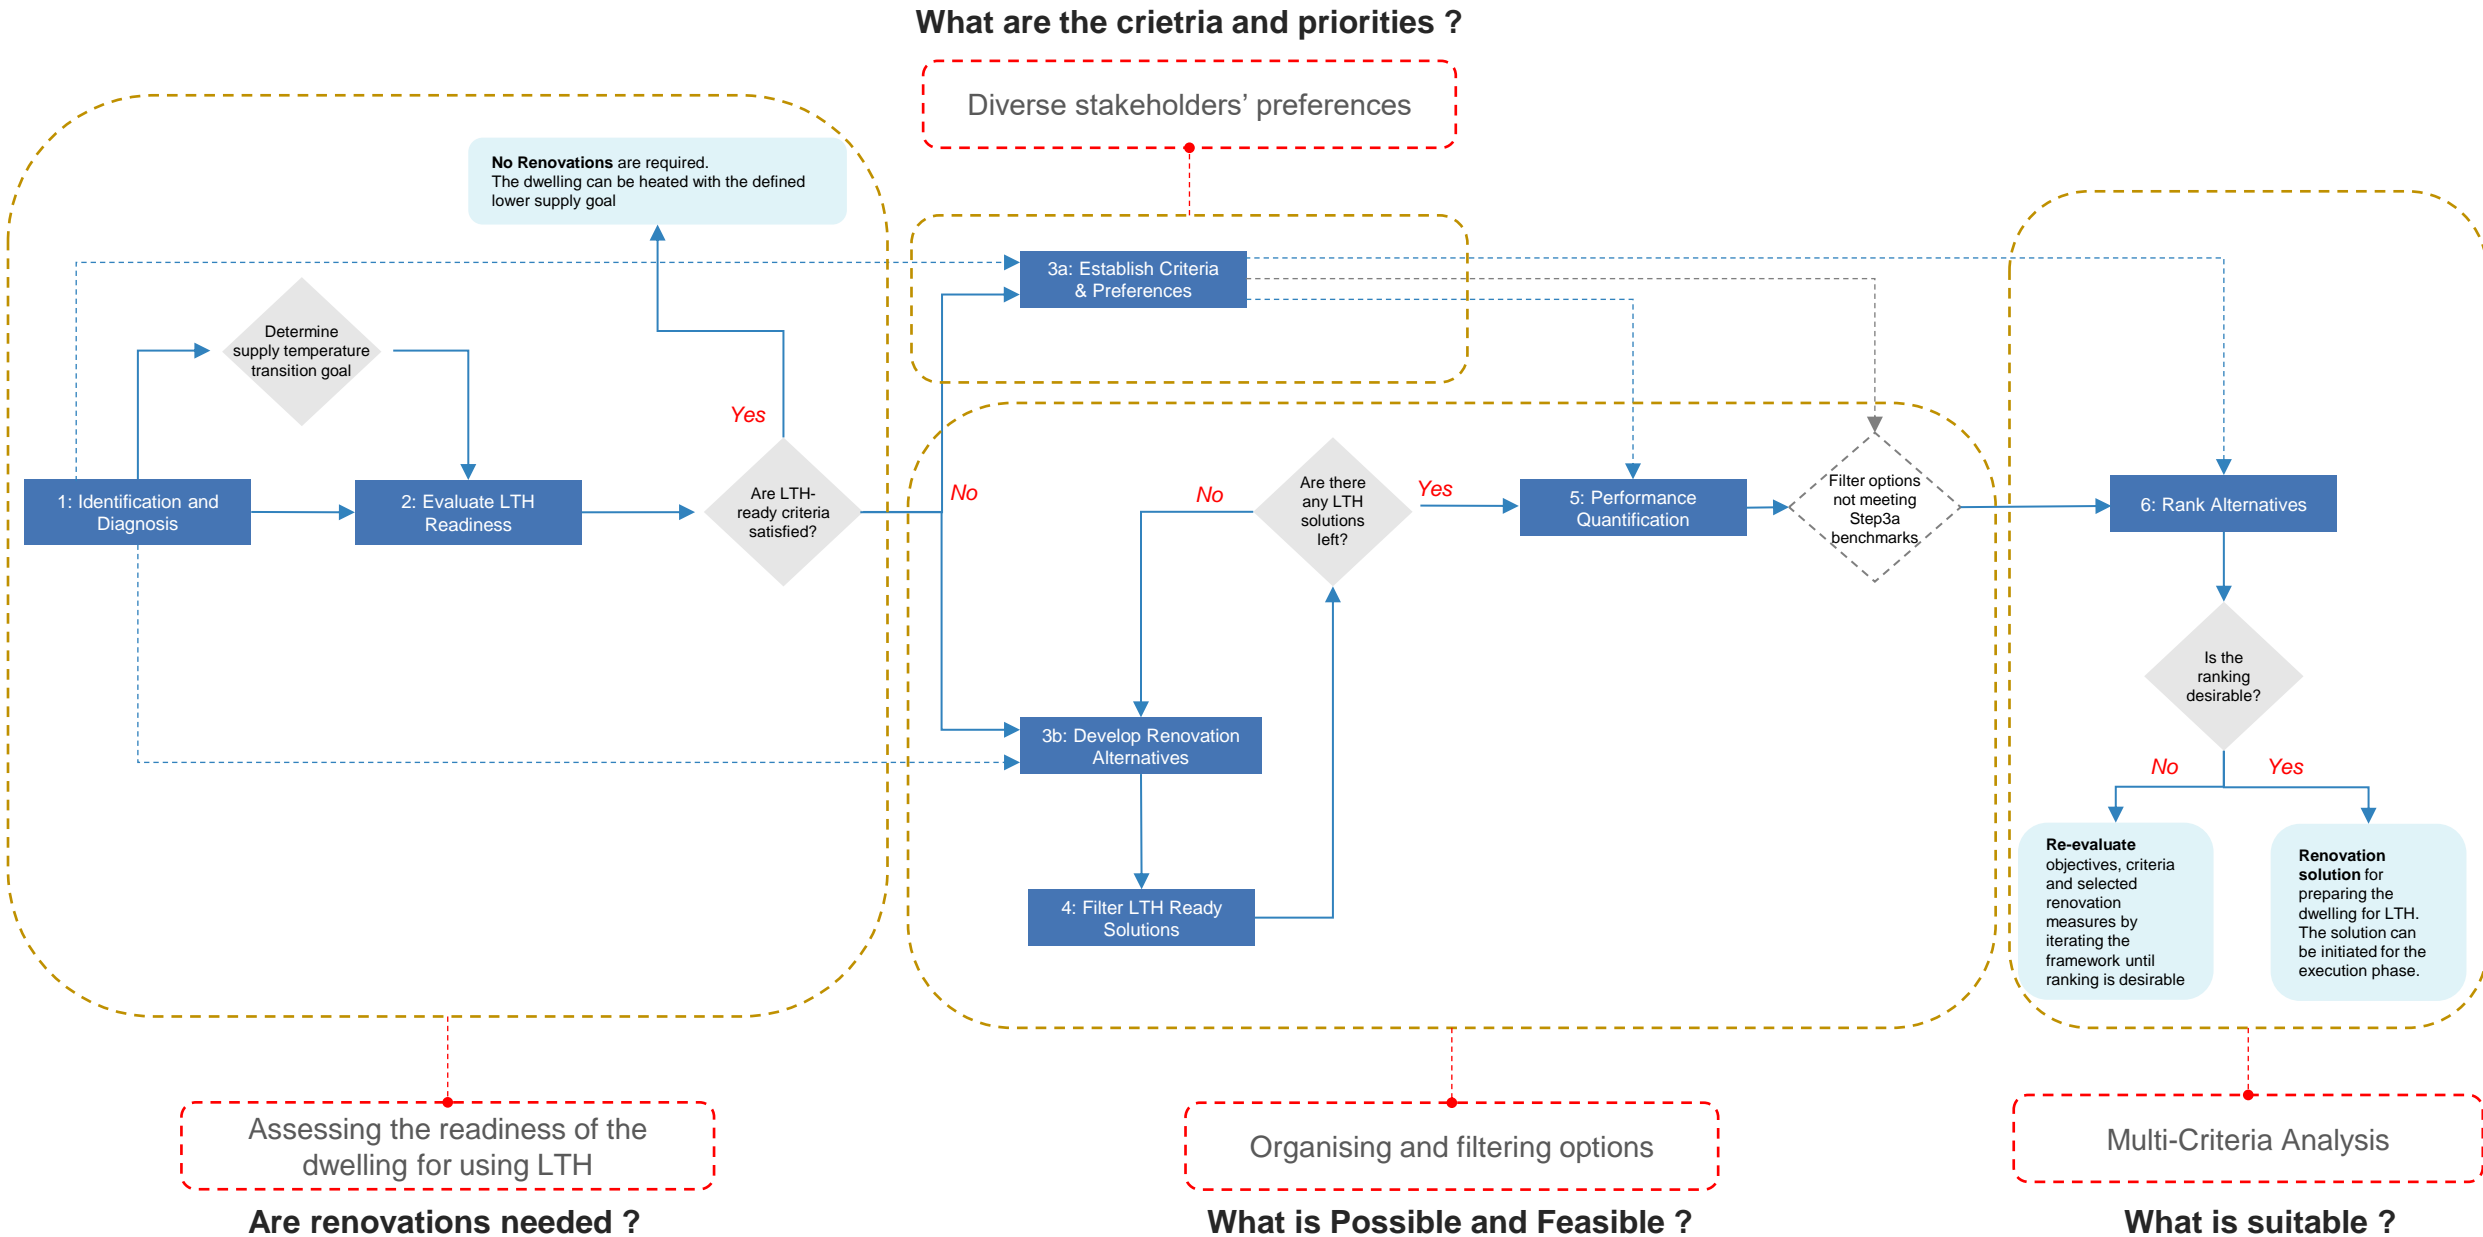 What are the crietria and priorities ?
Diverse stakeholders’ preferences
No Renovations are required.
The dwelling can be heated with the defined
lower supply goal
3a: Establish Criteria
& Preferences
Determine
supply temperature
transition goal
Yes
1: Identification and
Diagnosis
2: Evaluate LTH
Readiness
Are LTH-
ready criteria
satisfied?
No
No
Are there
any LTH
solutions
left?
Yes
5: Performance
Quantification
Filter options
not meeting
Step3a
benchmarks
6: Rank Alternatives
3b: Develop Renovation
Alternatives
4: Filter LTH Ready
Solutions
Is the
ranking
desirable?
No
Yes
Re-evaluate
objectives, criteria
and selected
renovation
measures by
iterating the
framework until
ranking is desirable
Renovation
solution for
preparing the
dwelling for LTH.
The solution can
be initiated for the
execution phase.
Assessing the readiness of the
dwelling for using LTH
Organising and filtering options
Multi-Criteria Analysis
Are renovations needed ?
What is Possible and Feasible ?
What is suitable ?